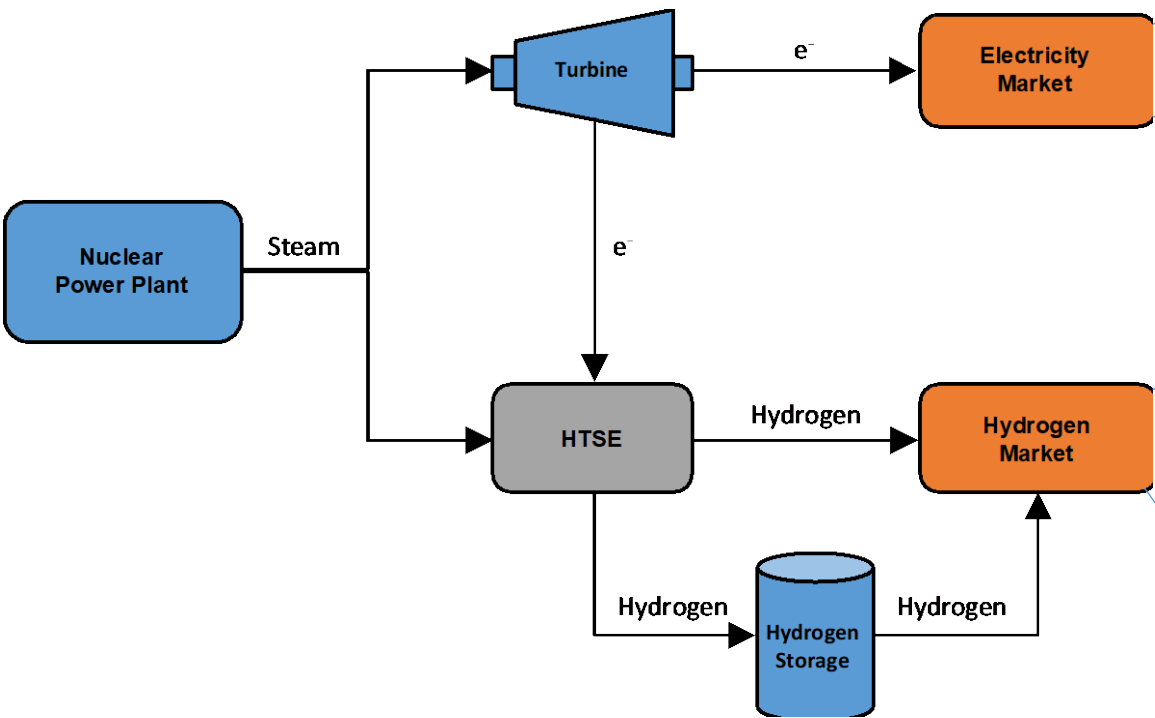 Turbine
e⁻
Electricity
Market
Nuclear
Power Plant
Steam
e⁻
HTSE
Hydrogen
Hydrogen
Market
Hydrogen
Hydrogen
Storage
Hydrogen